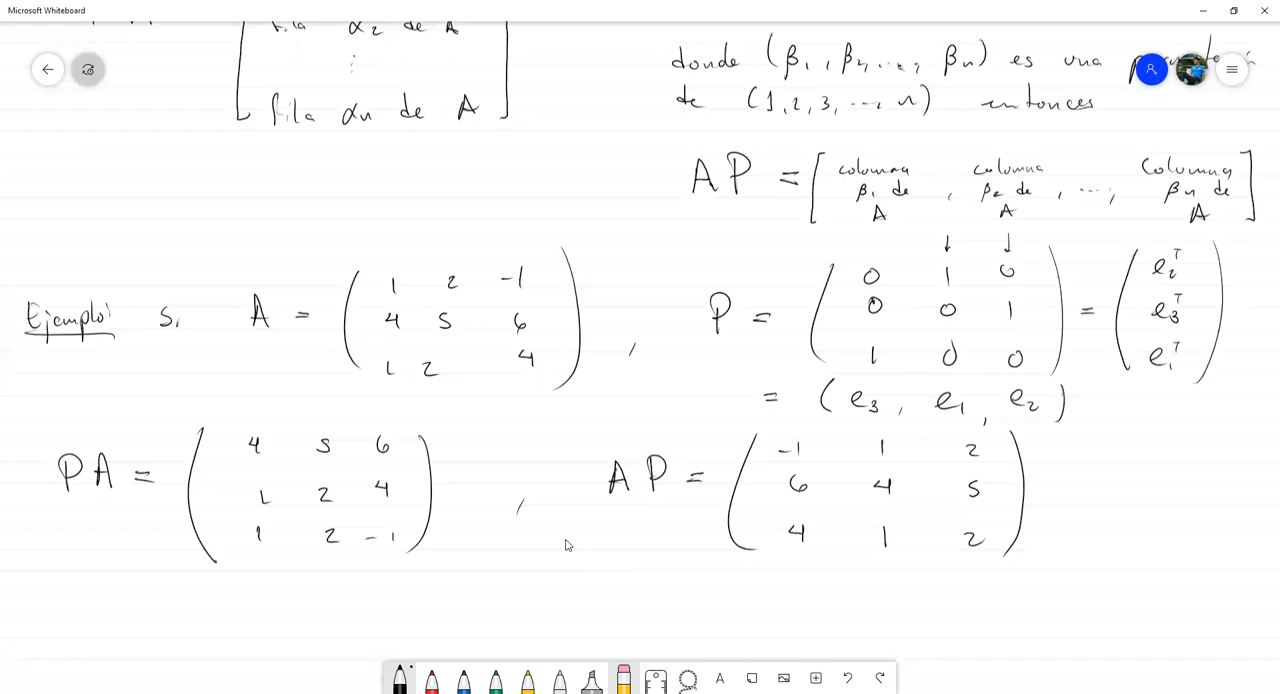 Microsoft Whiteboard
fila α2 de A
⋮
fila αn de A
donde (β1, β2, ..., βn) es una
de (1, 2, 3, ..., n) entonces
AP = [ columna β1 de A , columna β2 de A , ..., columna βn de A ]
↓ ↓
Ejemplo: Si A = ( 1 2 -1
4 5 6
1 2 4 ) ,
P = ( 0 1 0
0 0 1
1 0 0 ) = ( e2^T
e3^T
e1^T )
= ( e3 , e1 , e2 )
PA = ( 4 5 6
1 2 4
1 2 -1 ) ,
AP = ( -1 1 2
6 4 5
4 1 2 )
A